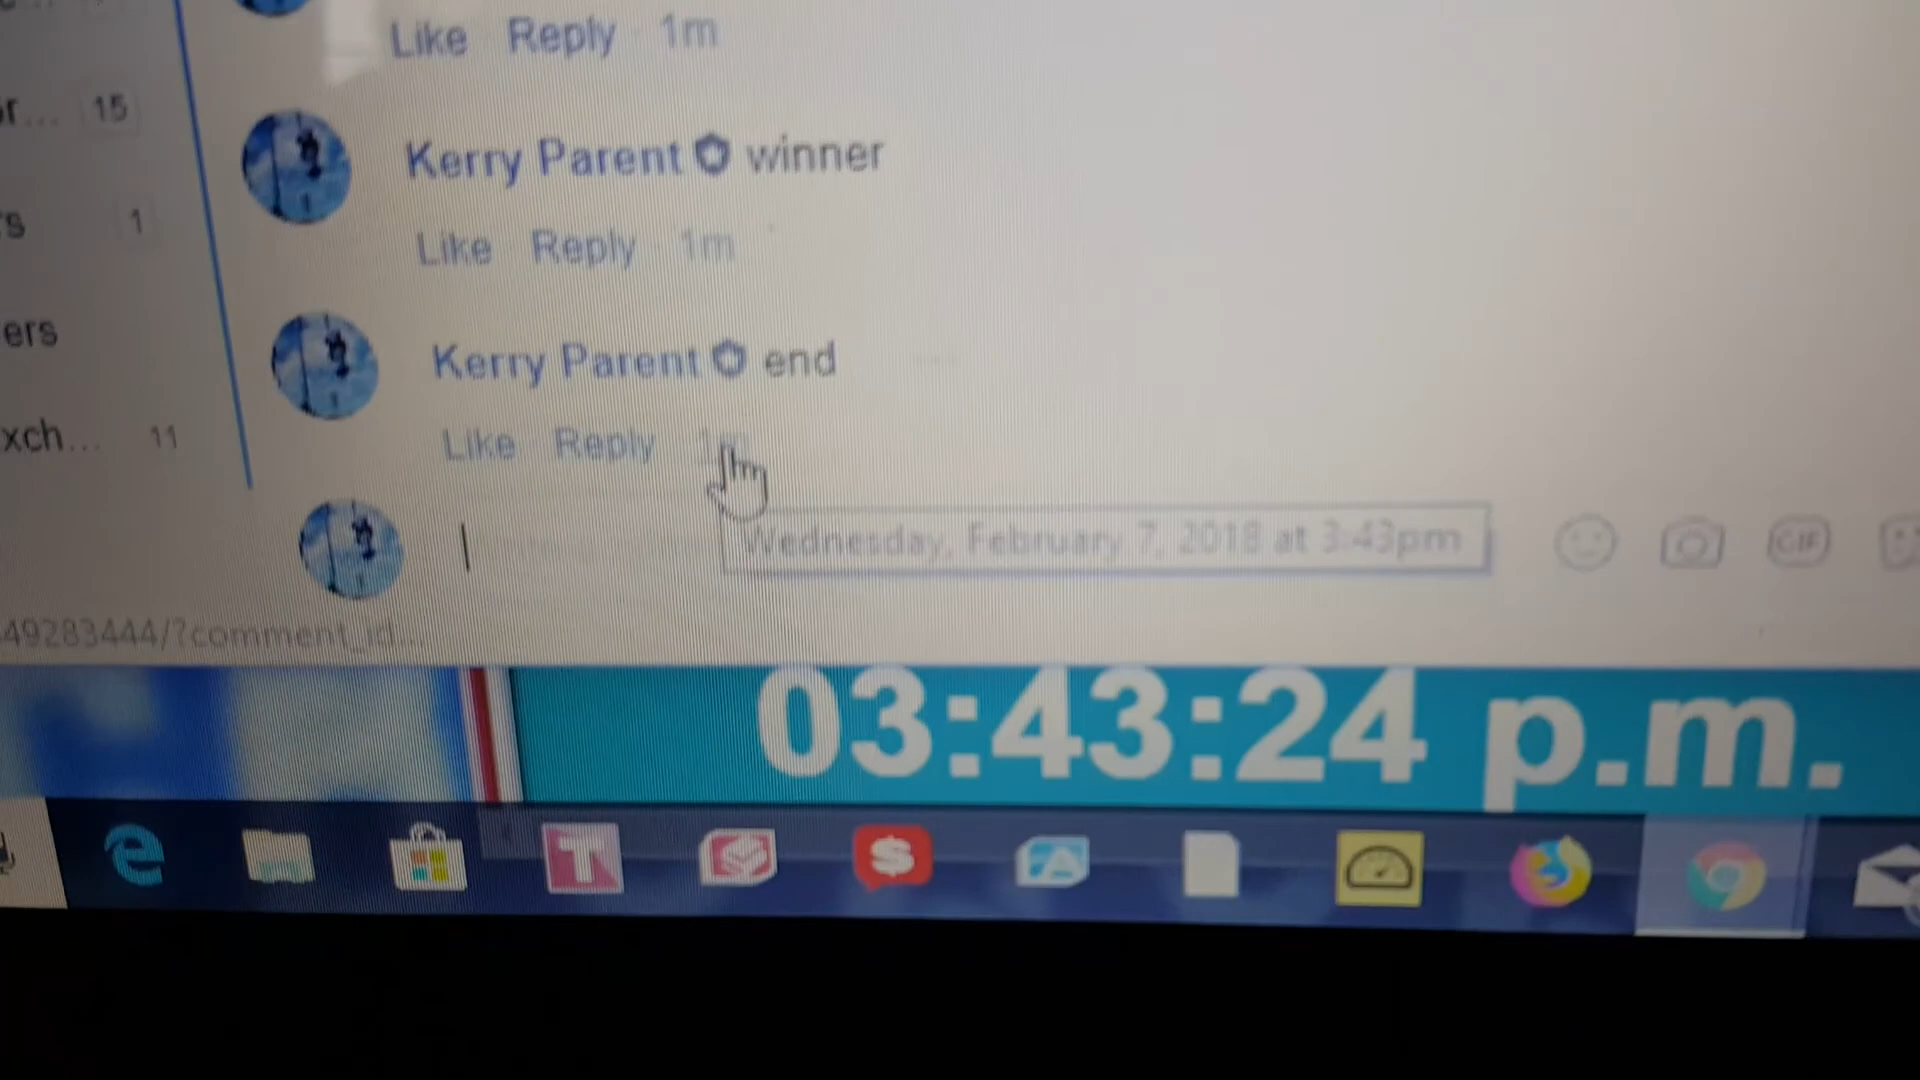 Like Reply 1m
r... 15
Kerry Parent winner
's 1
Like Reply 1m
ers
Kerry Parent end
xch... 11
Like Reply
Wednesday, February 7, 2018 at 3:43pm
GIF
49283444/?comment_id...
03:43:24 p.m.